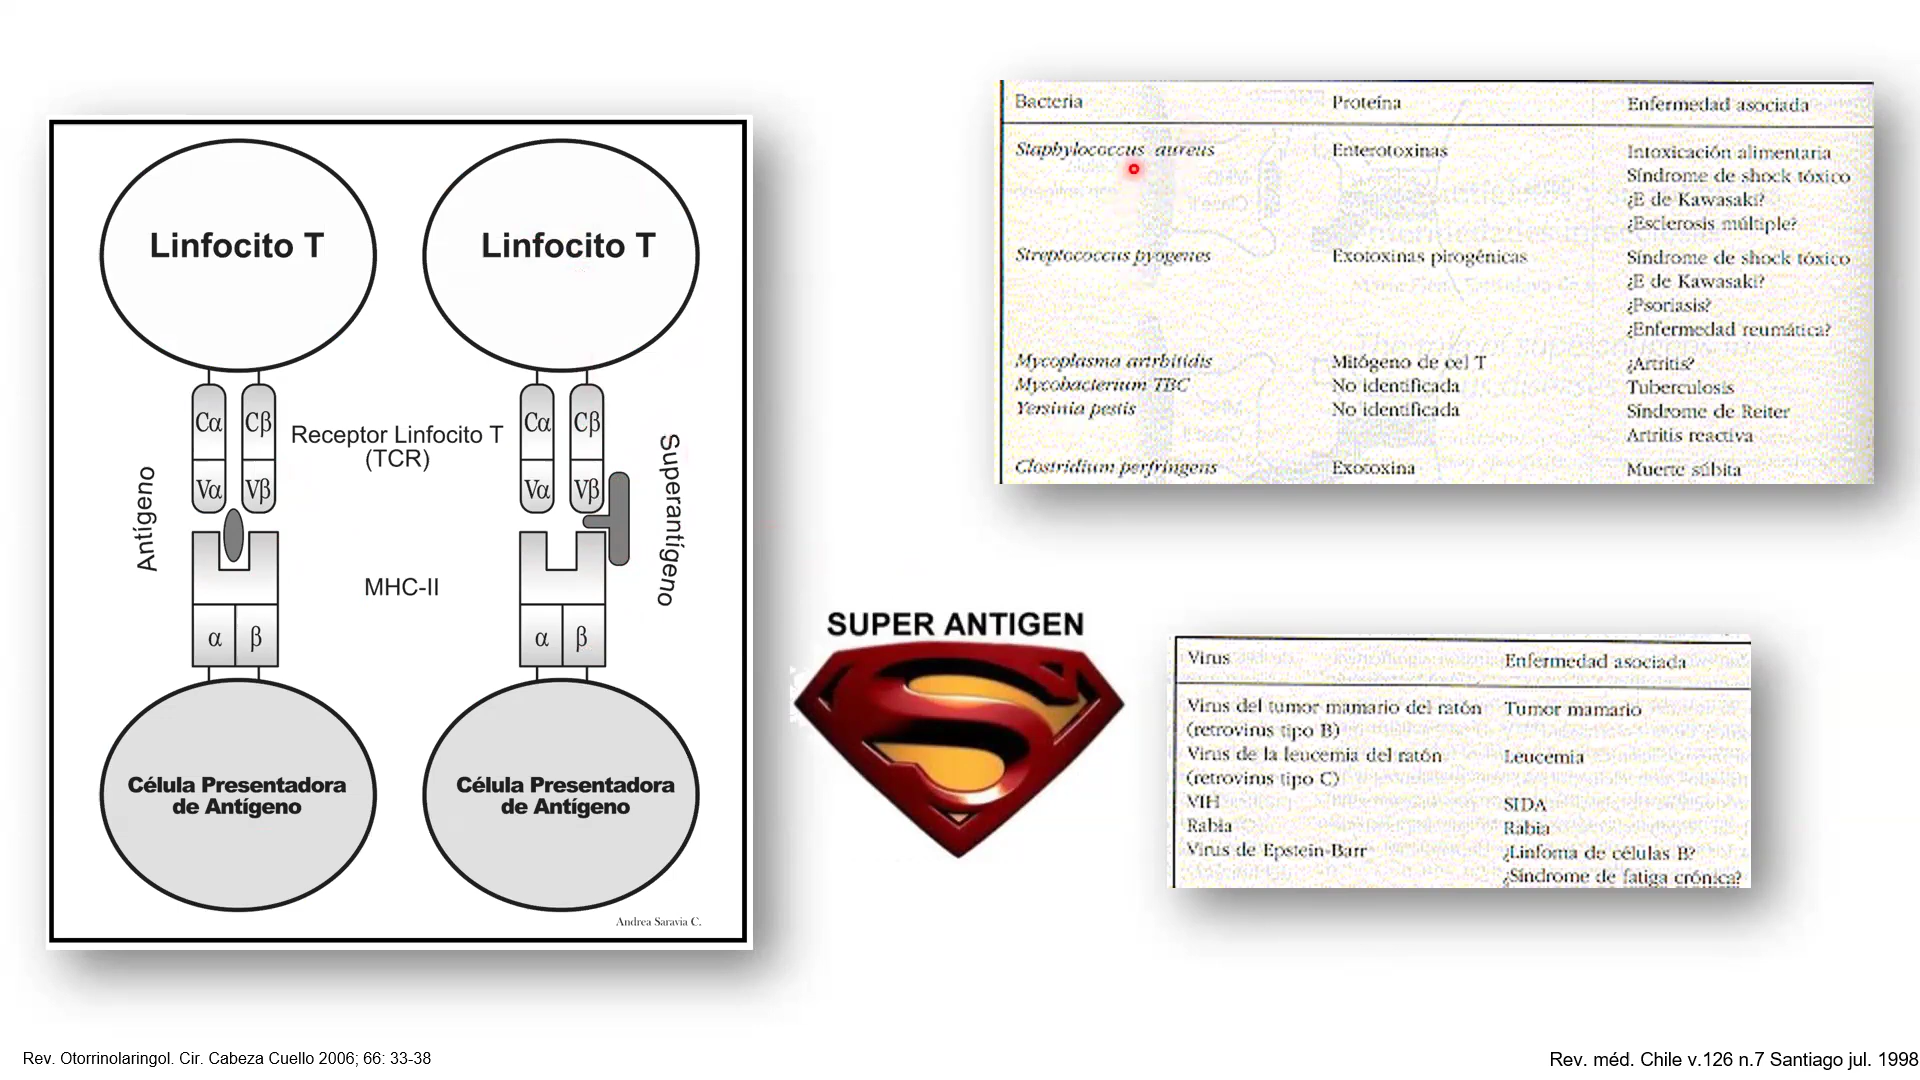 Linfocito T
Linfocito T
Cα
Cβ
Vα
Vβ
Receptor Linfocito T
(TCR)
Cα
Cβ
Vα
Vβ
Antígeno
Superantígeno
MHC-II
α
β
α
β
Célula Presentadora
de Antígeno
Célula Presentadora
de Antígeno
Andrea Saravia C.
SUPER ANTIGEN
Bacteria Proteína Enfermedad asociada
Staphylococcus aureus Enterotoxinas Intoxicación alimentaria
Síndrome de shock tóxico
¿E de Kawasaki?
¿Esclerosis múltiple?
Streptococcus pyogenes Exotoxinas pirogénicas Síndrome de shock tóxico
¿E de Kawasaki?
¿Psoriasis?
¿Enfermedad reumática?
Mycoplasma artrhitidis Mitógeno de cel T ¿Artritis?
Mycobacterium TBC No identificada Tuberculosis
Yersinia pestis No identificada Síndrome de Reiter
Artritis reactiva
Clostridium perfringens Exotoxina Muerte súbita
Virus Enfermedad asociada
Virus del tumor mamario del ratón Tumor mamario
(retrovirus tipo B)
Virus de la leucemia del ratón Leucemia
(retrovirus tipo C)
VIH SIDA
Rabia Rabia
Virus de Epstein-Barr ¿Linfoma de células B?
¿Síndrome de fatiga crónica?
Rev. Otorrinolaringol. Cir. Cabeza Cuello 2006; 66: 33-38
Rev. méd. Chile v.126 n.7 Santiago jul. 1998